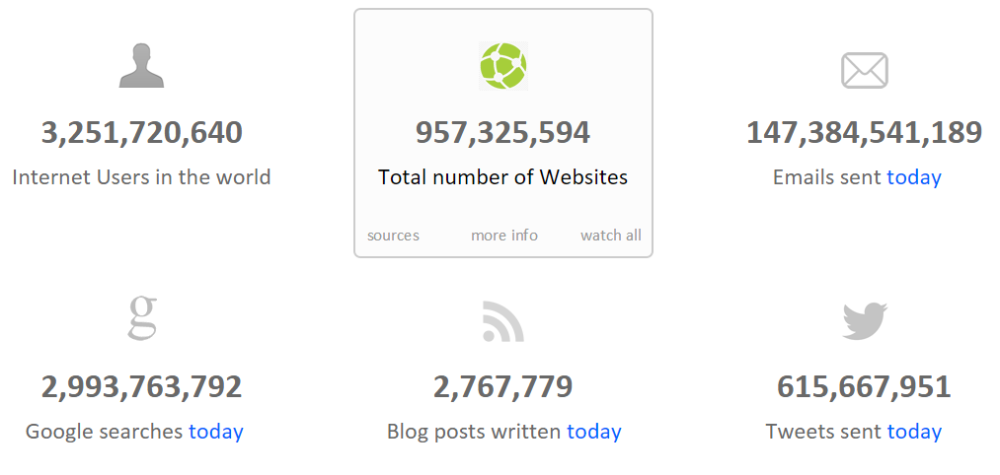 3,251,720,640
Internet Users in the world
957,325,594
Total number of Websites
sources more info watch all
147,384,541,189
Emails sent today
g
2,993,763,792
Google searches today
2,767,779
Blog posts written today
615,667,951
Tweets sent today